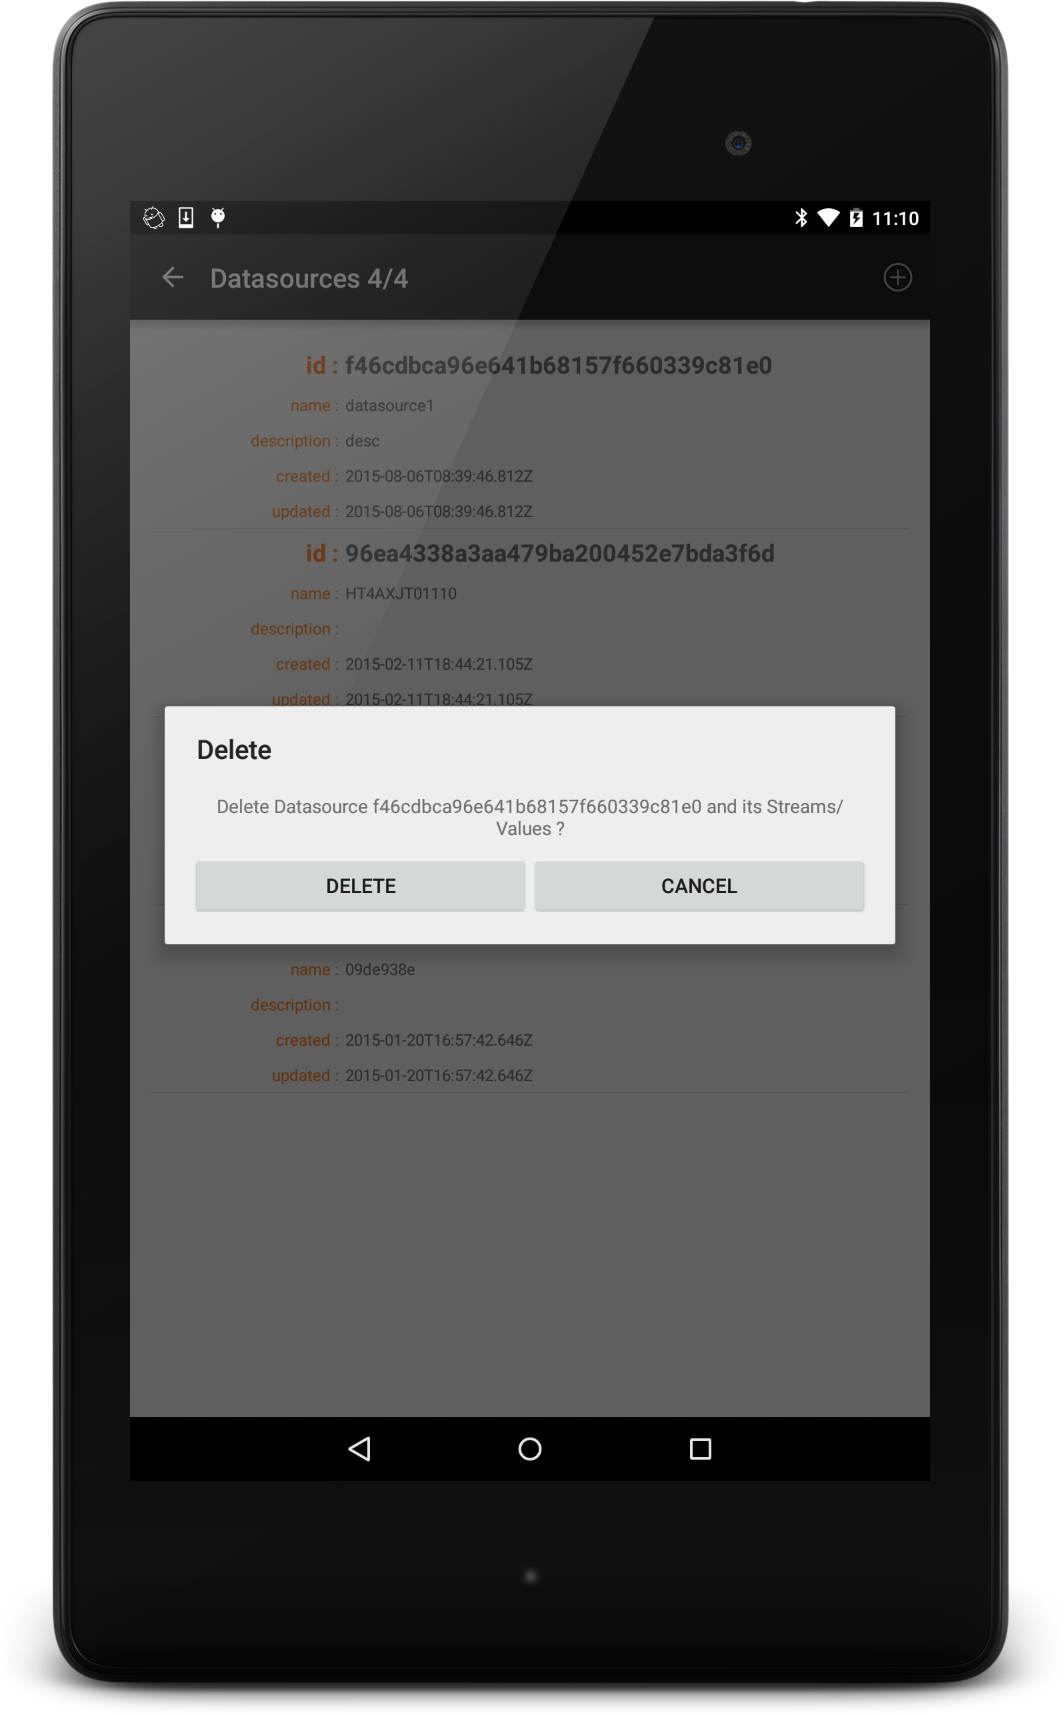 11:10
Datasources 4/4
id : f46cdbca96e641b68157f660339c81e0
name : datasource1
description : desc
created : 2015-08-06T08:39:46.812Z
updated : 2015-08-06T08:39:46.812Z
id : 96ea4338a3aa479ba200452e7bda3f6d
name : HT4AXJT01110
description :
created : 2015-02-11T18:44:21.105Z
updated : 2015-02-11T18:44:21.105Z
Delete
Delete Datasource f46cdbca96e641b68157f660339c81e0 and its Streams/
Values ?
DELETE CANCEL
name : 09de938e
description :
created : 2015-01-20T16:57:42.646Z
updated : 2015-01-20T16:57:42.646Z